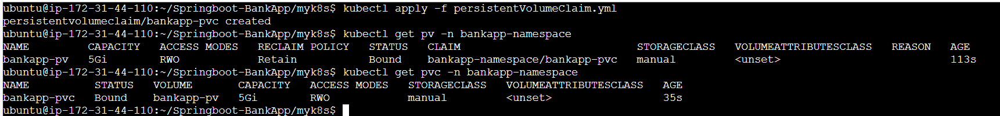 ubuntu@ip-172-31-44-110:~/Springboot-BankApp/myk8s$ kubectl apply -f persistentVolumeClaim.yml
persistentvolumeclaim/bankapp-pvc created
ubuntu@ip-172-31-44-110:~/Springboot-BankApp/myk8s$ kubectl get pv -n bankapp-namespace
NAME         CAPACITY   ACCESS MODES   RECLAIM POLICY   STATUS   CLAIM                           STORAGECLASS   VOLUMEATTRIBUTESCLASS   REASON   AGE
bankapp-pv   5Gi        RWO            Retain           Bound    bankapp-namespace/bankapp-pvc   manual         <unset>                          113s
ubuntu@ip-172-31-44-110:~/Springboot-BankApp/myk8s$ kubectl get pvc -n bankapp-namespace
NAME          STATUS   VOLUME       CAPACITY   ACCESS MODES   STORAGECLASS   VOLUMEATTRIBUTESCLASS   AGE
bankapp-pvc   Bound    bankapp-pv   5Gi        RWO            manual         <unset>                 35s
ubuntu@ip-172-31-44-110:~/Springboot-BankApp/myk8s$